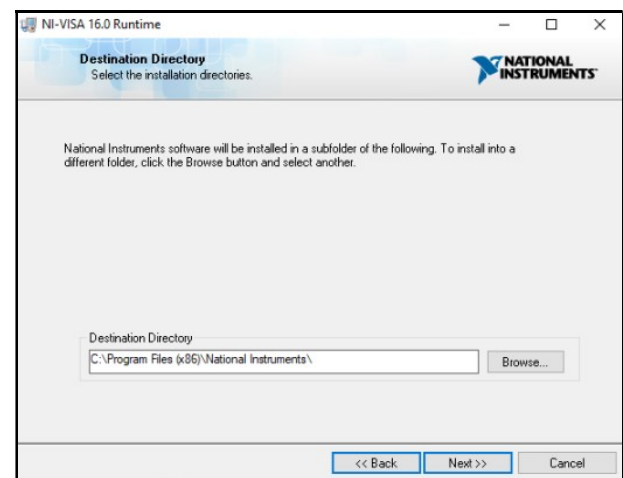 NI-VISA 16.0 Runtime
Destination Directory
Select the installation directories.
NATIONAL
INSTRUMENTS™
National Instruments software will be installed in a subfolder of the following. To install into a
different folder, click the Browse button and select another.
Destination Directory
C:\Program Files (x86)\National Instruments\
Browse...
<< Back
Next >>
Cancel